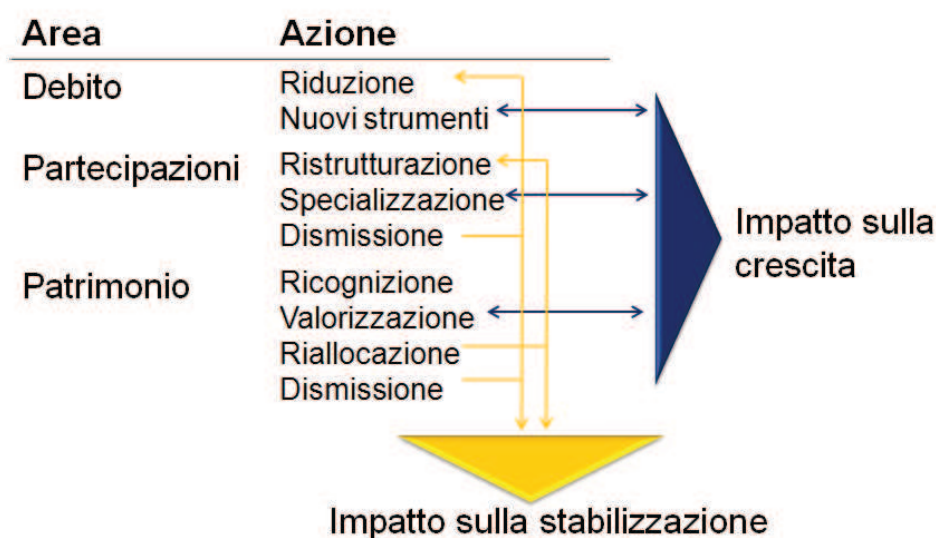 Area Azione
Debito Riduzione
Nuovi strumenti
Partecipazioni Ristrutturazione
Specializzazione
Dismissione
Patrimonio Ricognizione
Valorizzazione
Riallocazione
Dismissione
Impatto sulla
crescita
Impatto sulla stabilizzazione